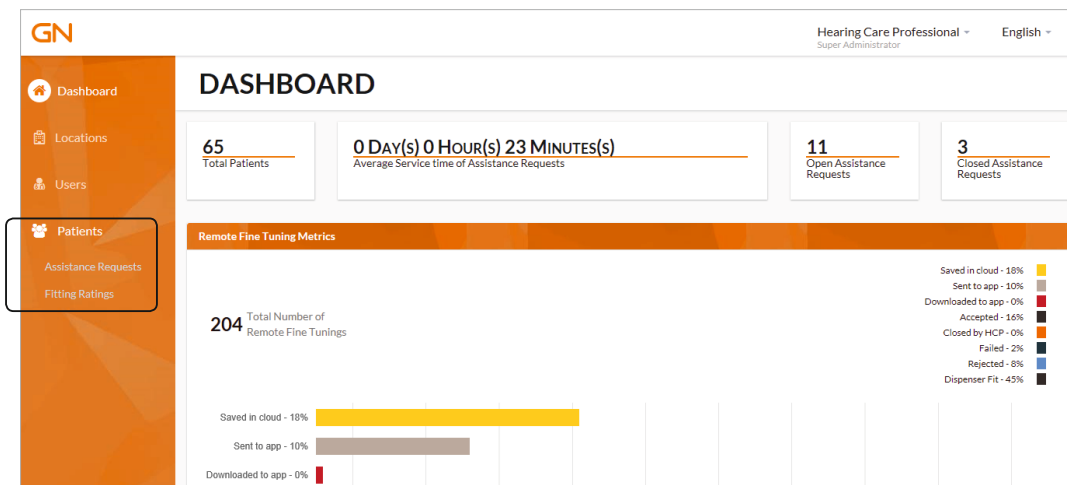 GN
Hearing Care Professional
Super Administrator
English
Dashboard
Locations
Users
Patients
Assistance Requests
Fitting Ratings
DASHBOARD
65
Total Patients
0 DAY(S) 0 HOUR(S) 23 MINUTES(S)
Average Service time of Assistance Requests
11
Open Assistance
Requests
3
Closed Assistance
Requests
Remote Fine Tuning Metrics
204 Total Number of
Remote Fine Tunings
Saved in cloud - 18%
Sent to app - 10%
Downloaded to app - 0%
Accepted - 16%
Closed by HCP - 0%
Failed - 2%
Rejected - 8%
Dispenser Fit - 45%
Saved in cloud - 18%
Sent to app - 10%
Downloaded to app - 0%